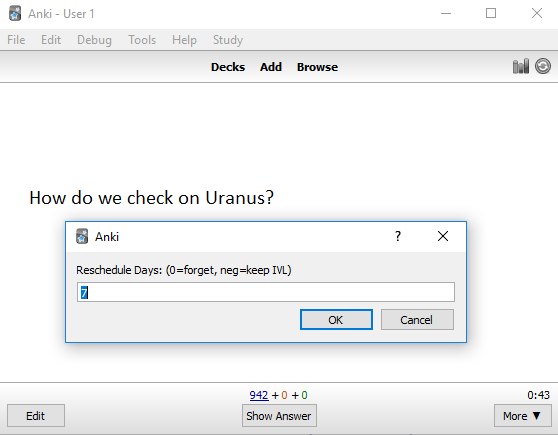 Anki - User 1
File Edit Debug Tools Help Study
Decks Add Browse
How do we check on Uranus?
Anki ?
Reschedule Days: (0=forget, neg=keep IVL)
7
OK Cancel
942 + 0 + 0 0:43
Edit Show Answer More ▼